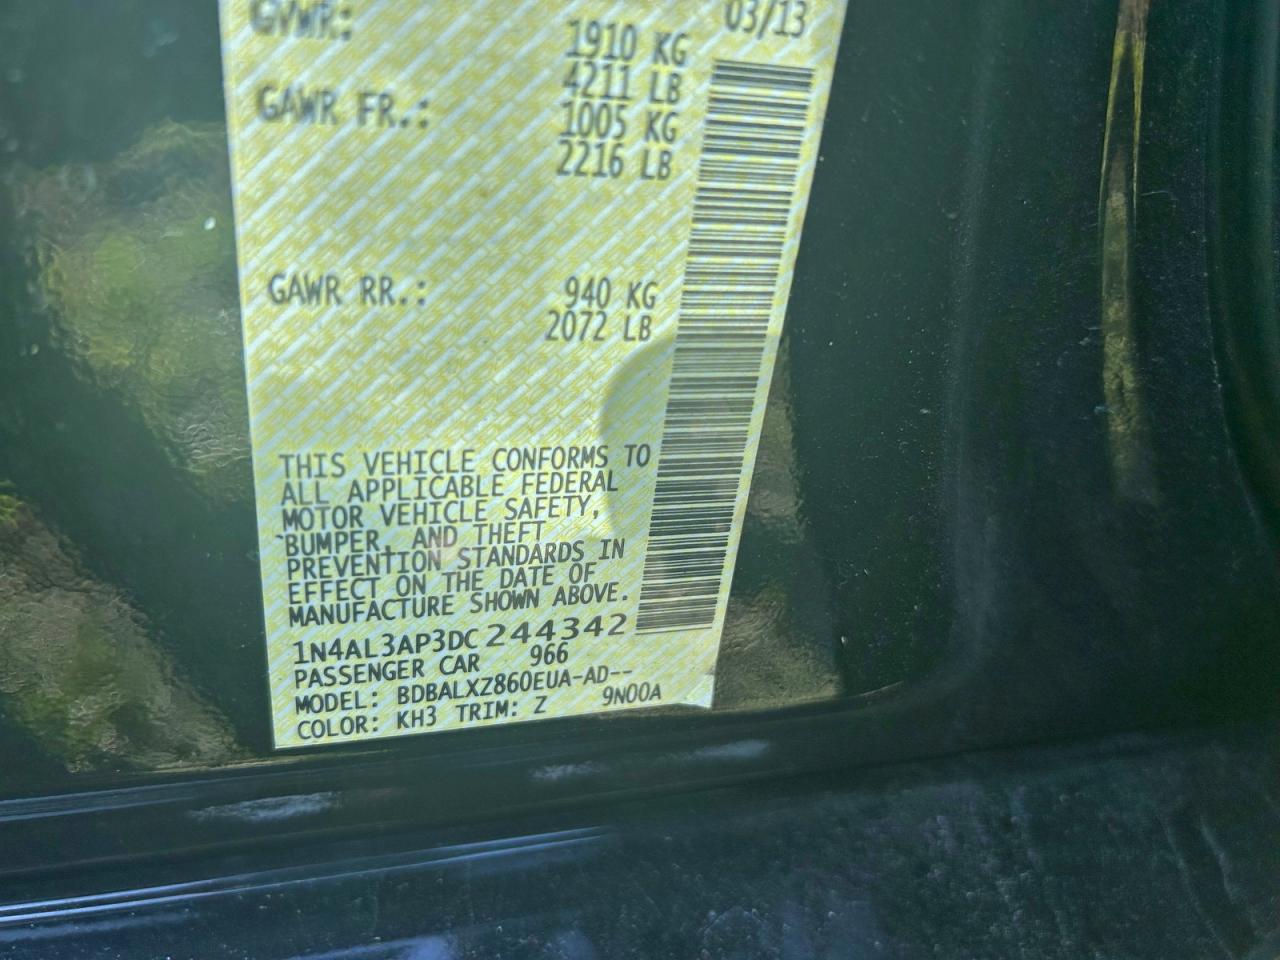 GVWR: 03/13
1910 KG
4211 LB
GAWR FR.: 1005 KG
2216 LB
GAWR RR.: 940 KG
2072 LB
THIS VEHICLE CONFORMS TO
ALL APPLICABLE FEDERAL
MOTOR VEHICLE SAFETY,
BUMPER, AND THEFT
PREVENTION STANDARDS IN
EFFECT ON THE DATE OF
MANUFACTURE SHOWN ABOVE.
1N4AL3AP3DC244342
PASSENGER CAR 966
MODEL: BDBALXZ860EUA-AD--
COLOR: KH3 TRIM: Z 9N00A